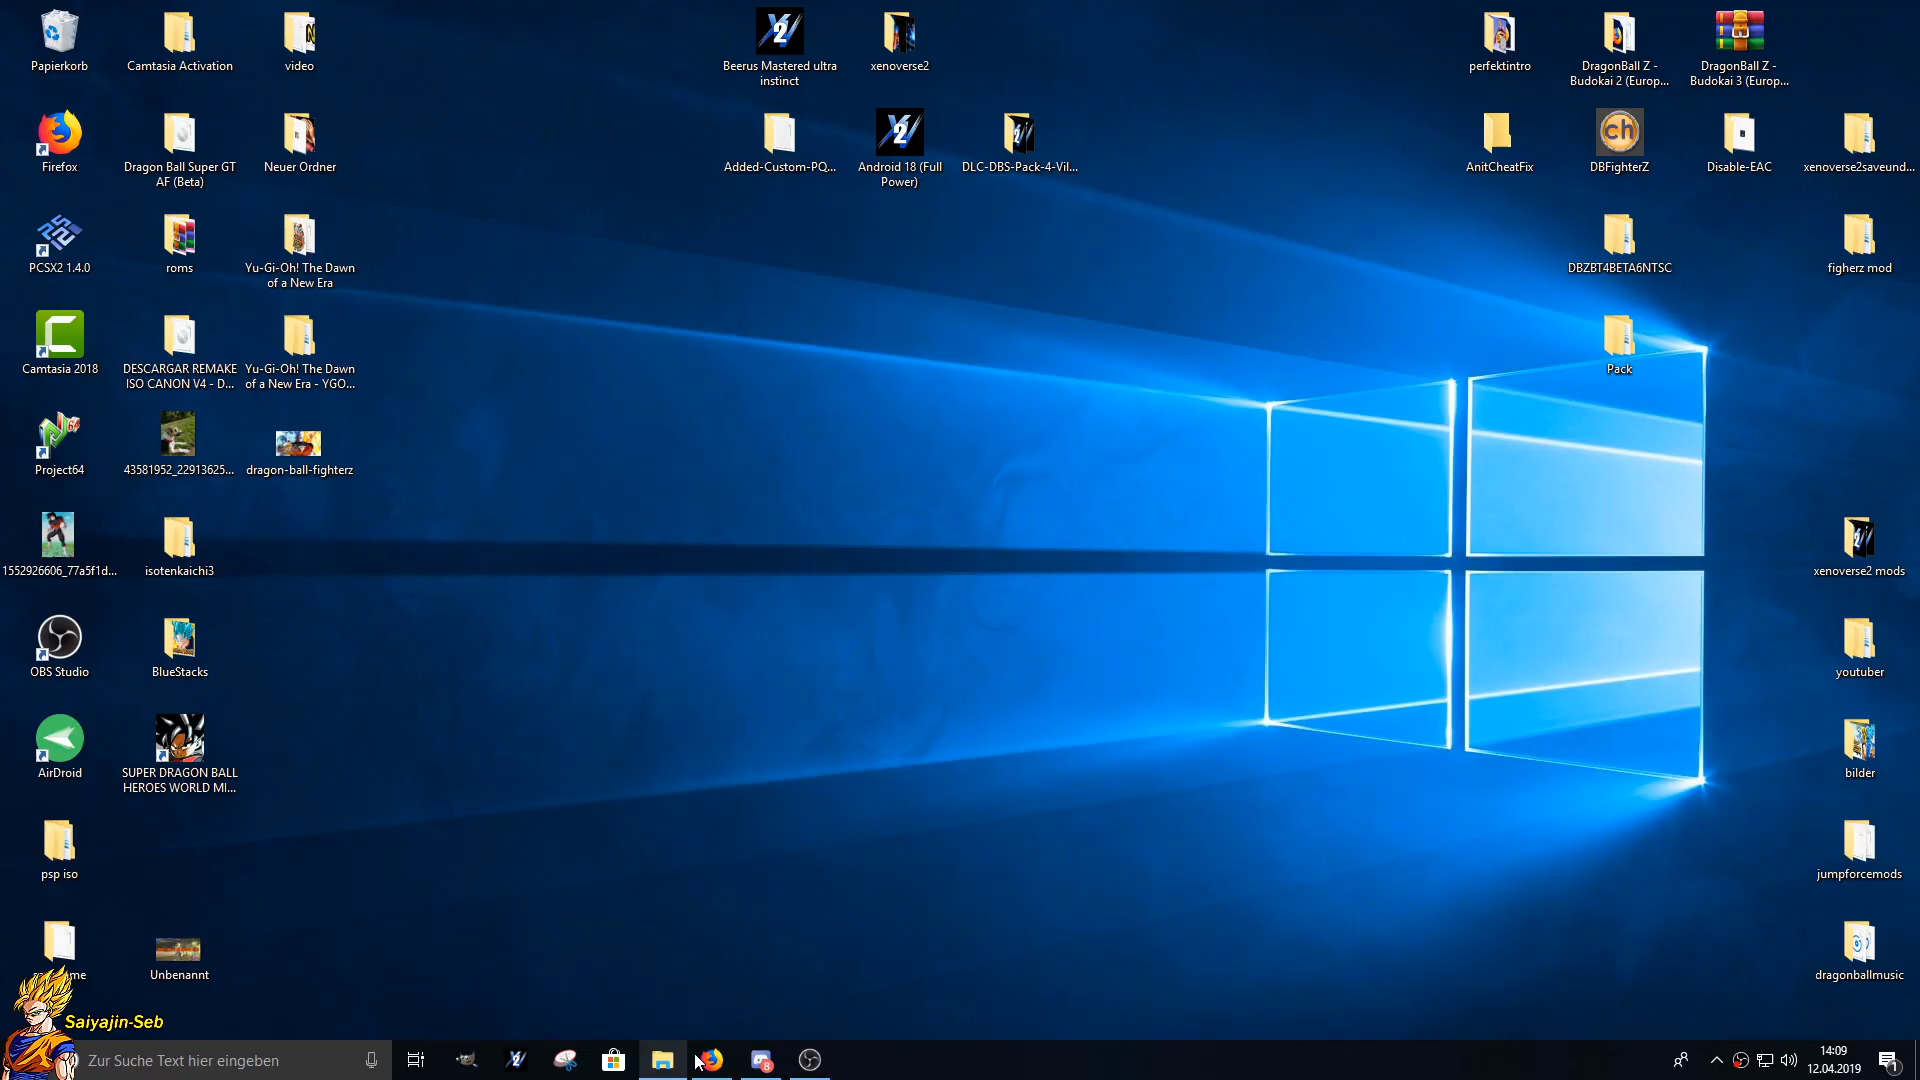 Papierkorb
Camtasia Activation
video
Beerus Mastered ultra
instinct
xenoverse2
perfektintro
DragonBall Z -
Budokai 2 (Europ...
DragonBall Z -
Budokai 3 (Europ...
Firefox
Dragon Ball Super GT
AF (Beta)
Neuer Ordner
Added-Custom-PQ...
Android 18 (Full
Power)
DLC-DBS-Pack-4-Vil...
AnitCheatFix
DBFighterZ
Disable-EAC
xenoverse2saveund...
PCSX2 1.4.0
roms
Yu-Gi-Oh! The Dawn
of a New Era
DBZBT4BETA6NTSC
figherz mod
Camtasia 2018
DESCARGAR REMAKE
ISO CANON V4 - D...
Yu-Gi-Oh! The Dawn
of a New Era - YGO...
Pack
Project64
43581952_22913625...
dragon-ball-fighterz
1552926606_77a5f1d...
isotenkaichi3
xenoverse2 mods
OBS Studio
BlueStacks
youtuber
AirDroid
SUPER DRAGON BALL
HEROES WORLD MI...
bilder
psp iso
jumpforcemods
me
Unbenannt
dragonballmusic
Saiyajin-Seb
Zur Suche Text hier eingeben
8
14:09
12.04.2019
1
ch